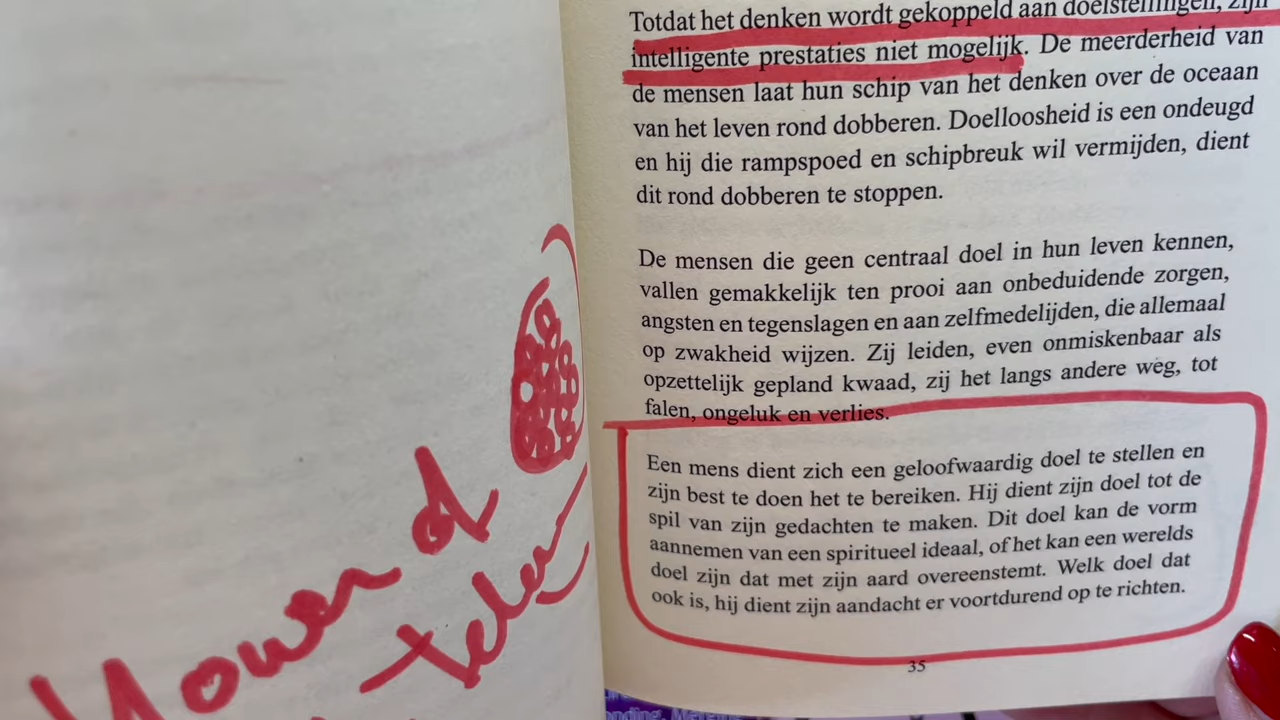 Totdat het denken wordt gekoppeld aan doelstellingen, zijn
intelligente prestaties niet mogelijk. De meerderheid van
de mensen laat hun schip van het denken over de oceaan
van het leven rond dobberen. Doelloosheid is een ondeugd
en hij die rampspoed en schipbreuk wil vermijden, dient
dit rond dobberen te stoppen.
De mensen die geen centraal doel in hun leven kennen,
vallen gemakkelijk ten prooi aan onbeduidende zorgen,
angsten en tegenslagen en aan zelfmedelijden, die allemaal
op zwakheid wijzen. Zij leiden, even onmiskenbaar als
opzettelijk gepland kwaad, zij het langs andere weg, tot
falen, ongeluk en verlies.
Een mens dient zich een geloofwaardig doel te stellen en
zijn best te doen het te bereiken. Hij dient zijn doel tot de
spil van zijn gedachten te maken. Dit doel kan de vorm
aannemen van een spiritueel ideaal, of het kan een werelds
doel zijn dat met zijn aard overeenstemt. Welk doel dat
ook is, hij dient zijn aandacht er voortdurend op te richten.
35